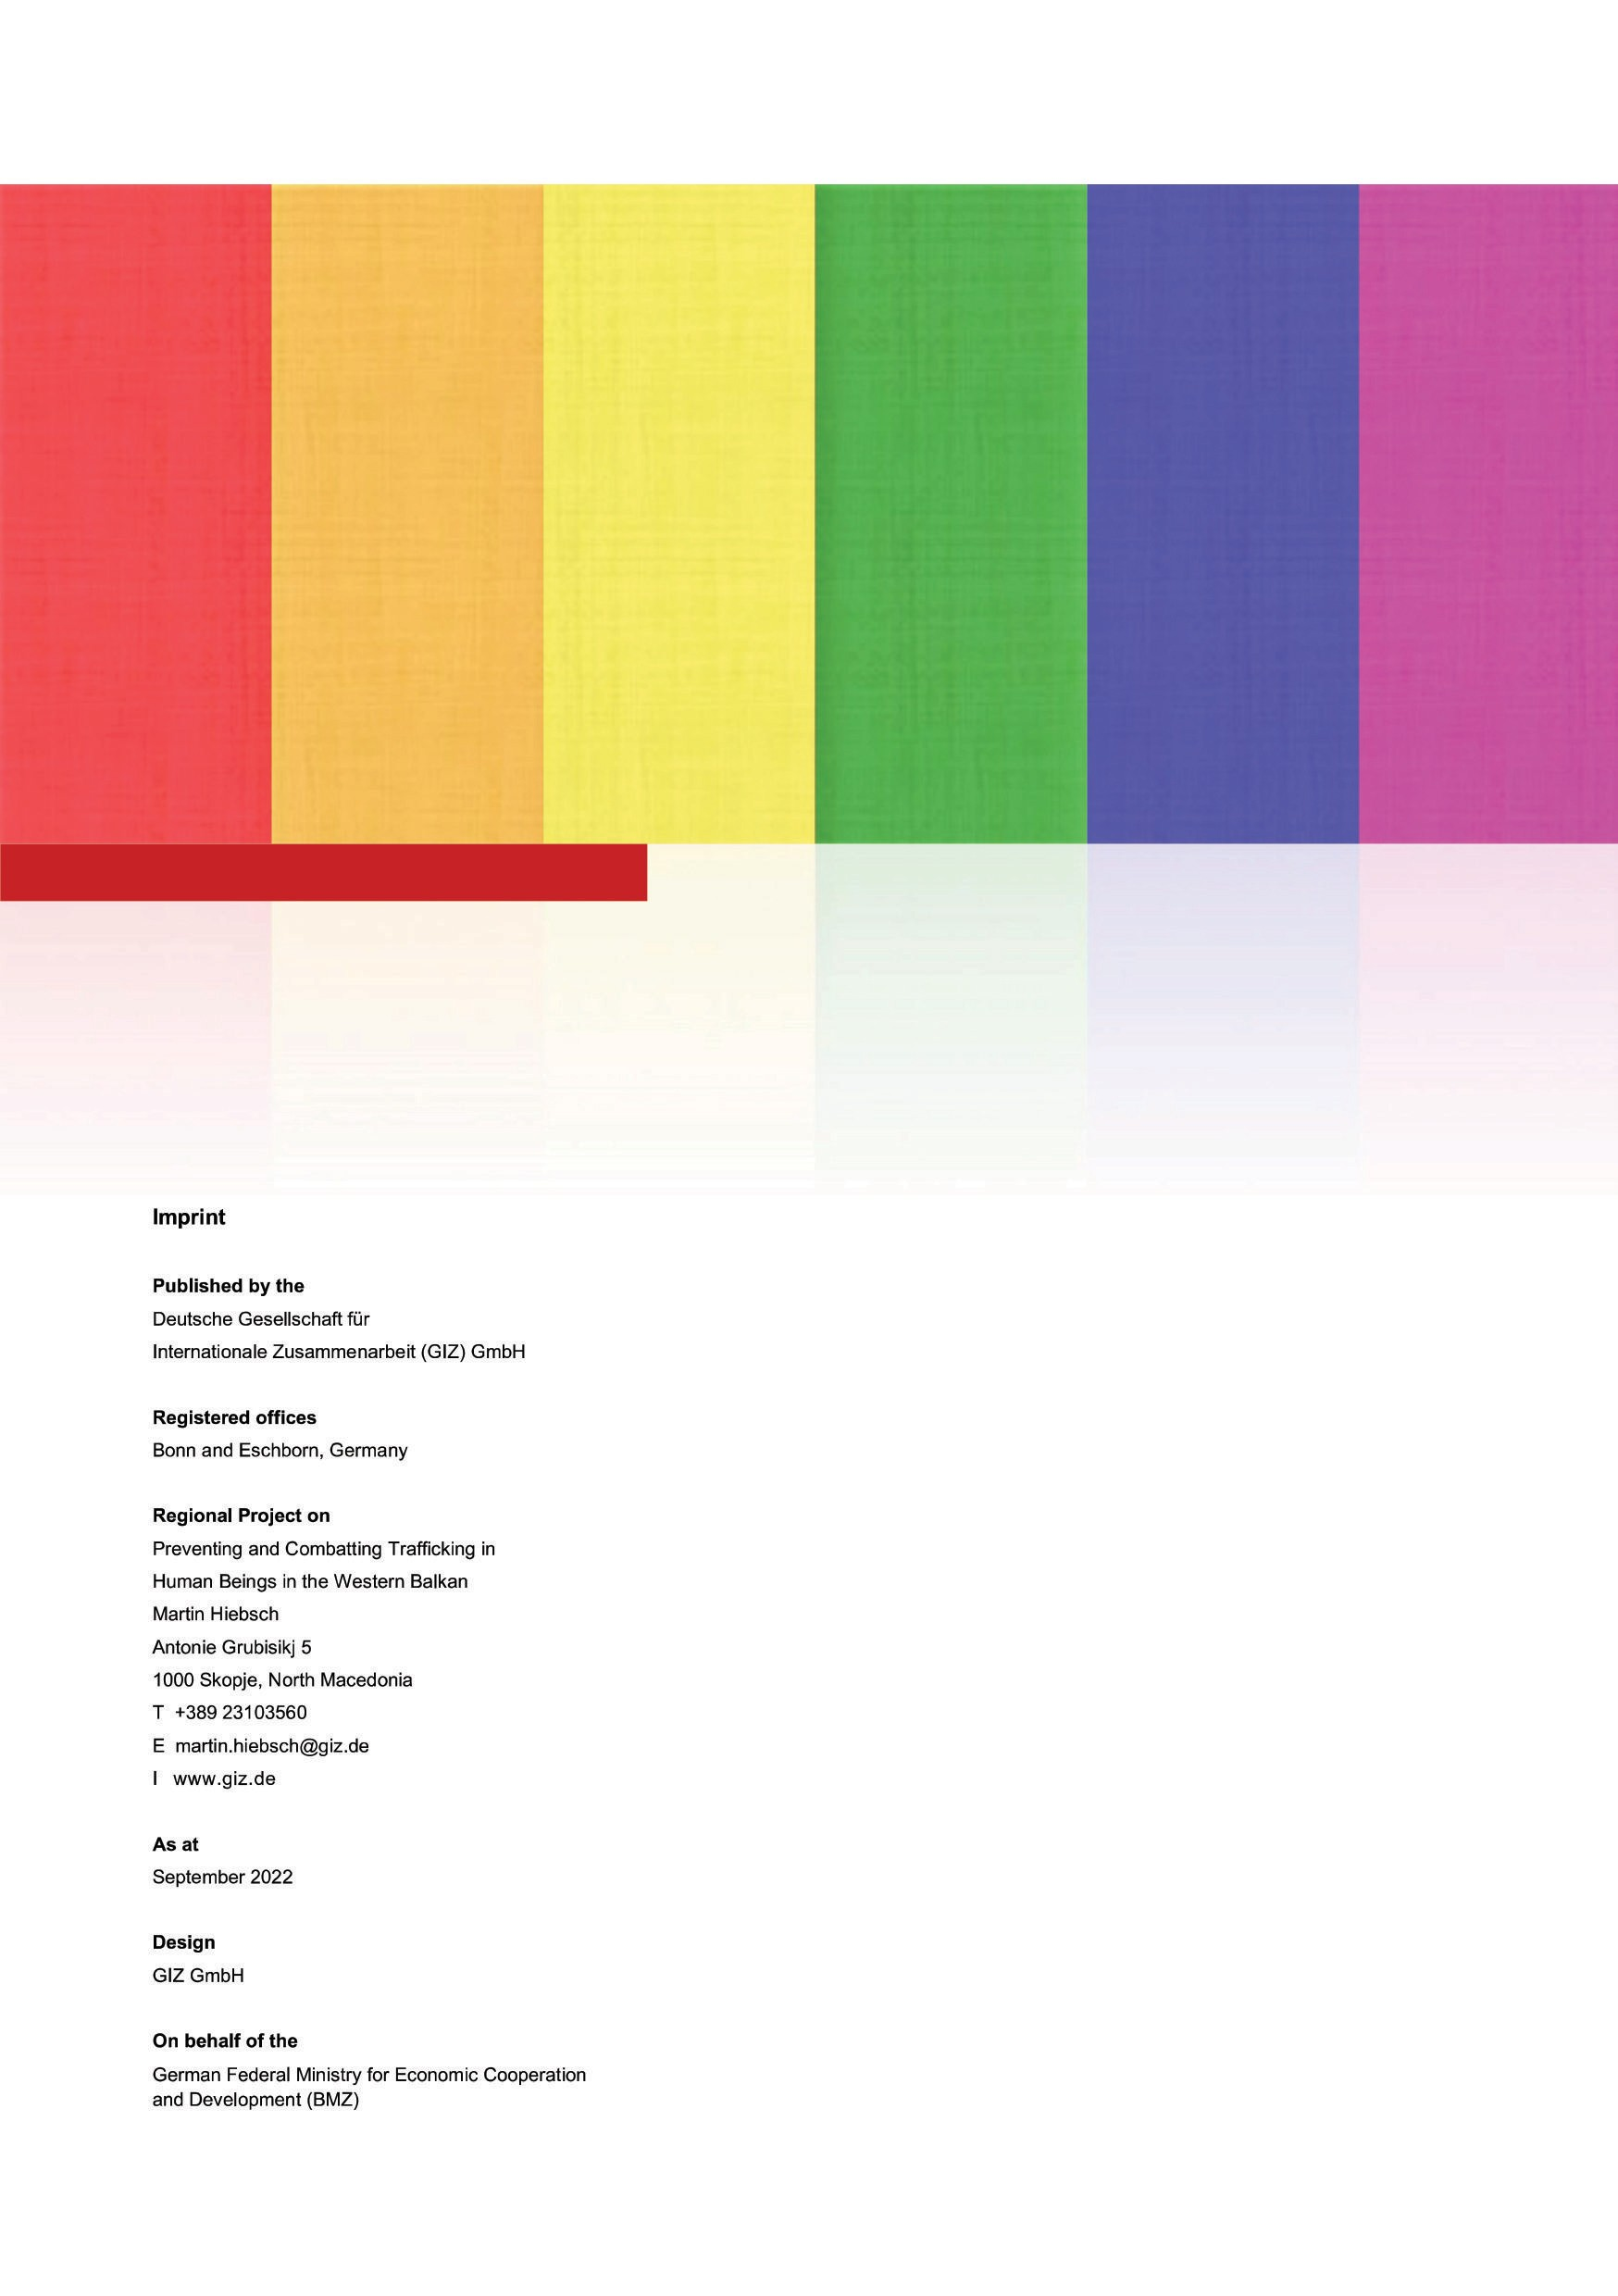 Imprint
Published by the
Deutsche Gesellschaft für
Internationale Zusammenarbeit (GIZ) GmbH
Registered offices
Bonn and Eschborn, Germany
Regional Project on
Preventing and Combatting Trafficking in
Human Beings in the Western Balkan
Martin Hiebsch
Antonie Grubisikj 5
1000 Skopje, North Macedonia
T +389 23103560
E martin.hiebsch@giz.de
I www.giz.de
As at
September 2022
Design
GIZ GmbH
On behalf of the
German Federal Ministry for Economic Cooperation
and Development (BMZ)